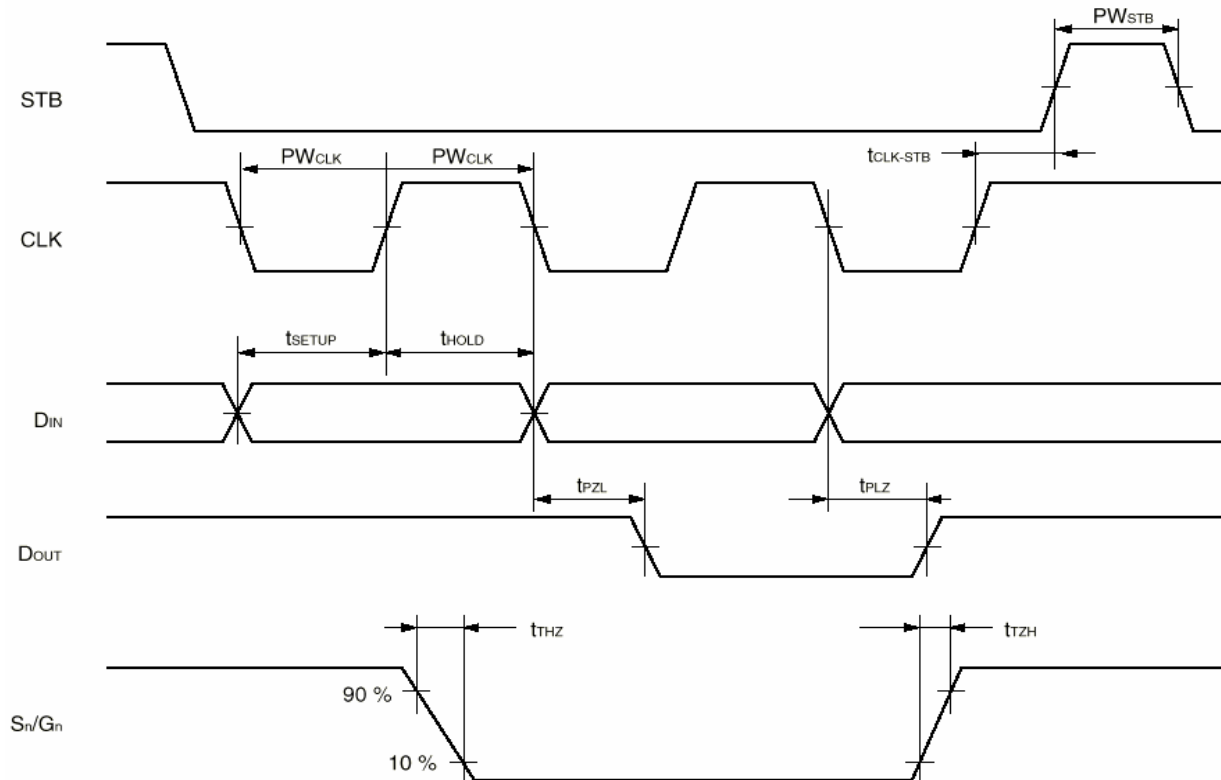 PWSTB
STB
tCLK-STB
PWCLK PWCLK
CLK
tSETUP tHOLD
DIN
tPZL tPLZ
DOUT
tTHZ tTZH
90 %
Sn/Gn
10 %